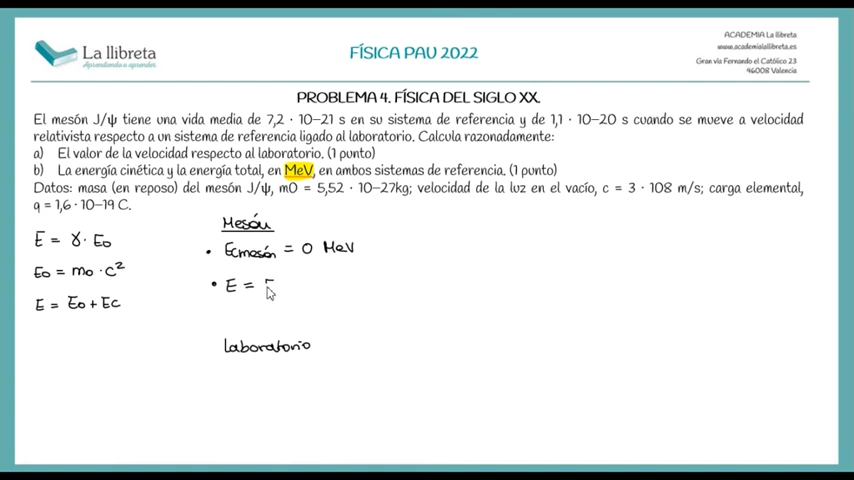 La llibreta
Aprendiendo a aprender
FÍSICA PAU 2022
ACADEMIA La llibreta
www.academialallibreta.es
Gran vía Fernando el Católico 23
46008 Valencia
PROBLEMA 4. FÍSICA DEL SIGLO XX.
El mesón J/ψ tiene una vida media de 7,2 · 10–21 s en su sistema de referencia y de 1,1 · 10–20 s cuando se mueve a velocidad
relativista respecto a un sistema de referencia ligado al laboratorio. Calcula razonadamente:
a) El valor de la velocidad respecto al laboratorio. (1 punto)
b) La energía cinética y la energía total, en MeV, en ambos sistemas de referencia. (1 punto)
Datos: masa (en reposo) del mesón J/ψ, m0 = 5,52 · 10–27kg; velocidad de la luz en el vacío, c = 3 · 108 m/s; carga elemental,
q = 1,6 · 10–19 C.
E = γ · Eo
Eo = mo · c²
E = Eo + Ec
Mesón
• Ecmesón = 0 MeV
• E =
laboratorio